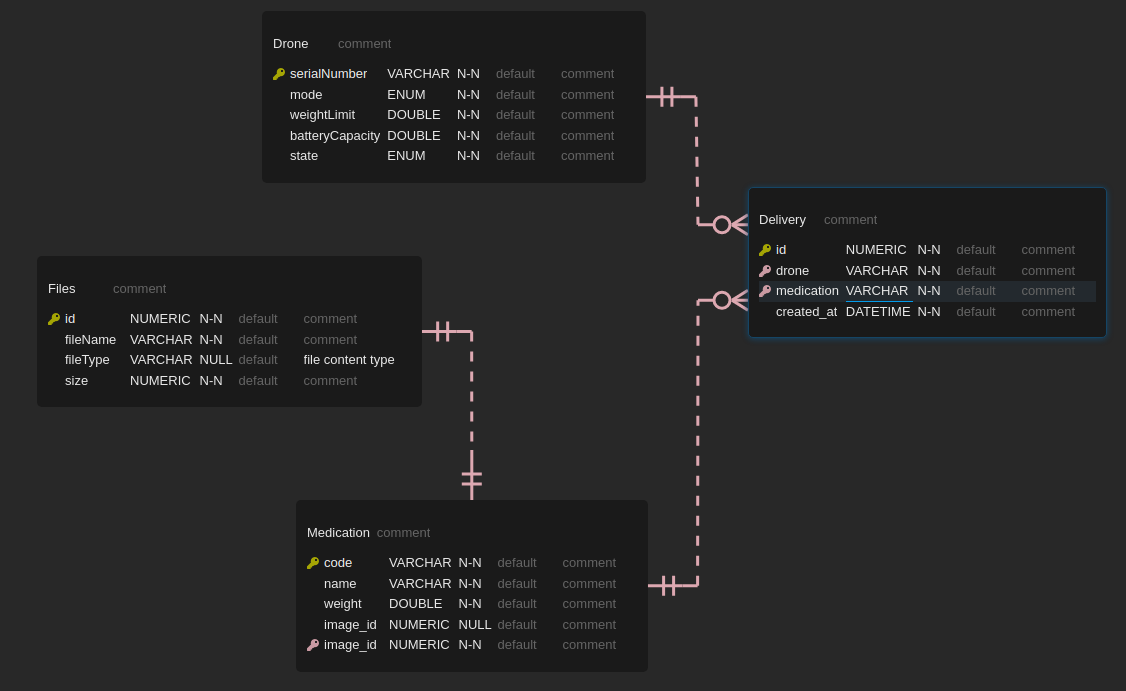 Drone comment
serialNumber VARCHAR N-N default comment
mode ENUM N-N default comment
weightLimit DOUBLE N-N default comment
batteryCapacity DOUBLE N-N default comment
state ENUM N-N default comment
Delivery comment
id NUMERIC N-N default comment
drone VARCHAR N-N default comment
medication VARCHAR N-N default comment
created_at DATETIME N-N default comment
Files comment
id NUMERIC N-N default comment
fileName VARCHAR N-N default comment
fileType VARCHAR NULL default file content type
size NUMERIC N-N default comment
Medication comment
code VARCHAR N-N default comment
name VARCHAR N-N default comment
weight DOUBLE N-N default comment
image_id NUMERIC NULL default comment
image_id NUMERIC N-N default comment